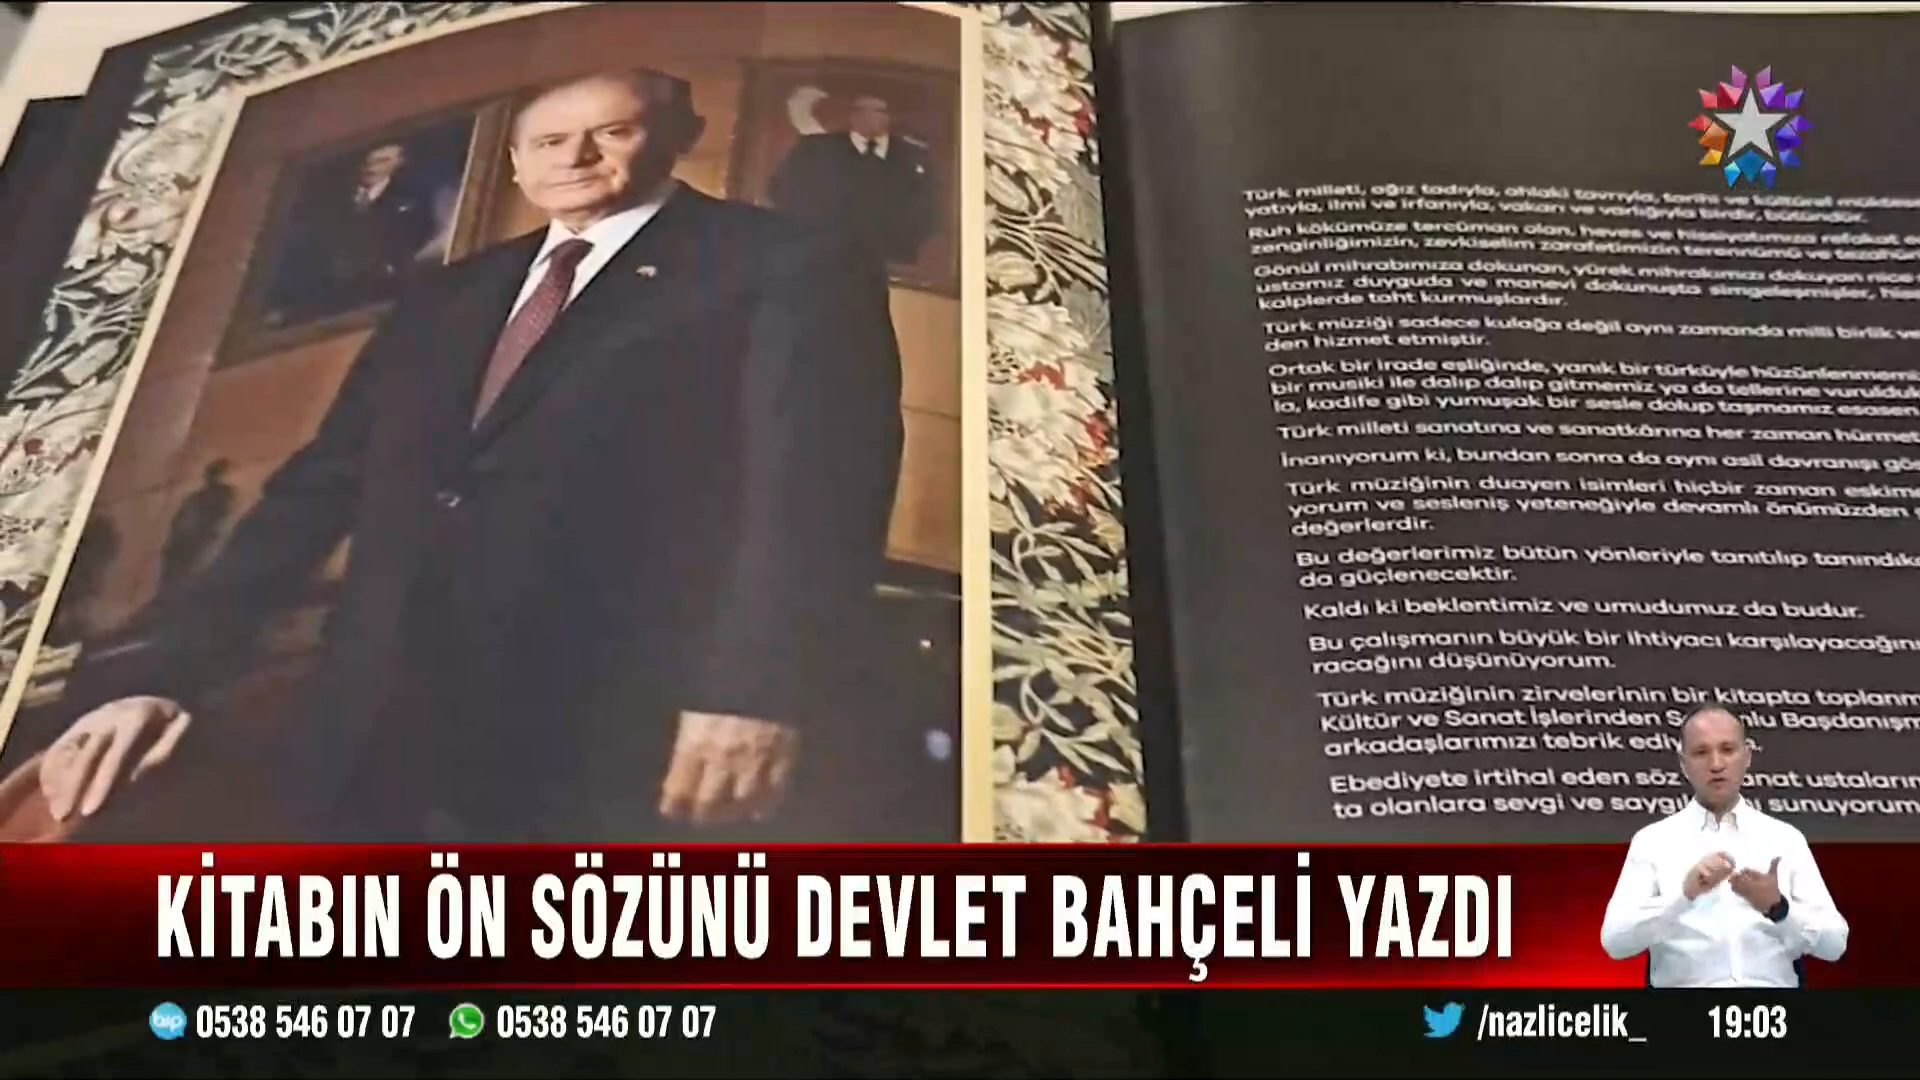 Türk milleti, ağız tadıyla, ahlaki tavrıyla, tarihi ve kültürel
yatıyla, ilmi ve irfanıyla, vakarı ve varlığıyla birdir, bütündür.
Ruh kökümüze tercüman olan, heves ve hissiyatımıza refakat
zenginliğimizin, zevkiselim zarafetimizin terennümü ve
Gönül mihrabımıza dokunan, yürek mihrakımızı dokuyan nice
ustamız duyguda ve manevi dokunuşta simgeleşmişler,
kalplerde taht kurmuşlardır.
Türk müziği sadece kulağa değil aynı zamanda milli birlik ve
den hizmet etmiştir.
Ortak bir irade eşliğinde, yanık bir türküyle
bir musiki ile dalıp dalıp gitmemiz ya da tellerine
la, kadife gibi yumuşak bir sesle dolup taşmamız esasen
Türk milleti sanatına ve sanatkârına her zaman
İnanıyorum ki, bundan sonra da aynı asil davranışı
Türk müziğinin duayen isimleri hiçbir zaman
yorum ve sesleniş yeteneğiyle devamlı önümüzden
değerlerdir.
Bu değerlerimiz bütün yönleriyle tanıtılıp
da güçlenecektir.
Kaldı ki beklentimiz ve umudumuz da budur.
Bu çalışmanın büyük bir ihtiyacı
racağını düşünüyorum.
Türk müziğinin zirvelerinin bir kitapta
Kültür ve Sanat İşlerinden
arkadaşlarımızı tebrik
Ebediyete irtihal eden söz
ta olanlara sevgi ve
KİTABIN ÖN SÖZÜNÜ DEVLET BAHÇELİ YAZDI
bip 0538 546 07 07 0538 546 07 07 /nazlicelik_ 19:03